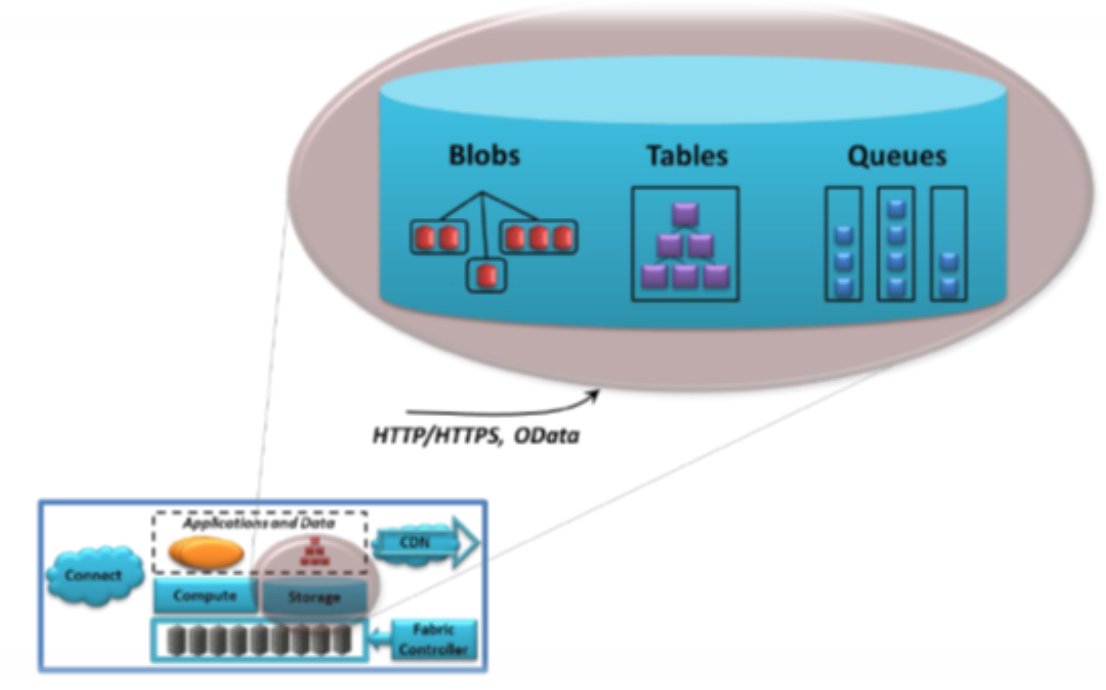 Blobs
Tables
Queues
HTTP/HTTPS, OData
Applications and Data
CDN
Connect
Compute
Storage
Fabric
Controller